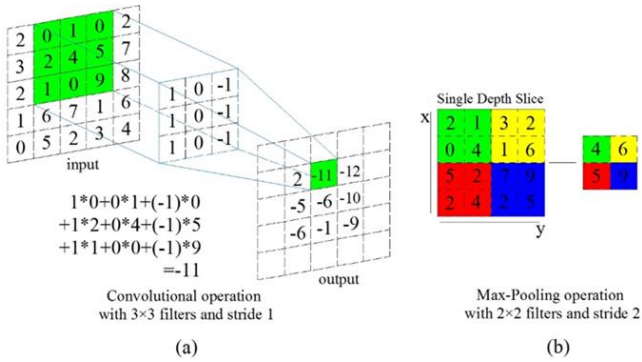 2 0 1 0 2
3 2 4 5 7
2 1 0 9 8
1 6 7 1 6
0 5 2 3 4
input
1 0 -1
1 0 -1
1 0 -1
2 -11 -12
-5 -6 -10
-6 -1 -9
output
1*0+0*1+(-1)*0
+1*2+0*4+(-1)*5
+1*1+0*0+(-1)*9
=-11
Convolutional operation
with 3×3 filters and stride 1
(a)
Single Depth Slice
x
2 1 3 2
0 4 1 6
5 2 7 9
2 4 2 5
y
4 6
5 9
Max-Pooling operation
with 2×2 filters and stride 2
(b)